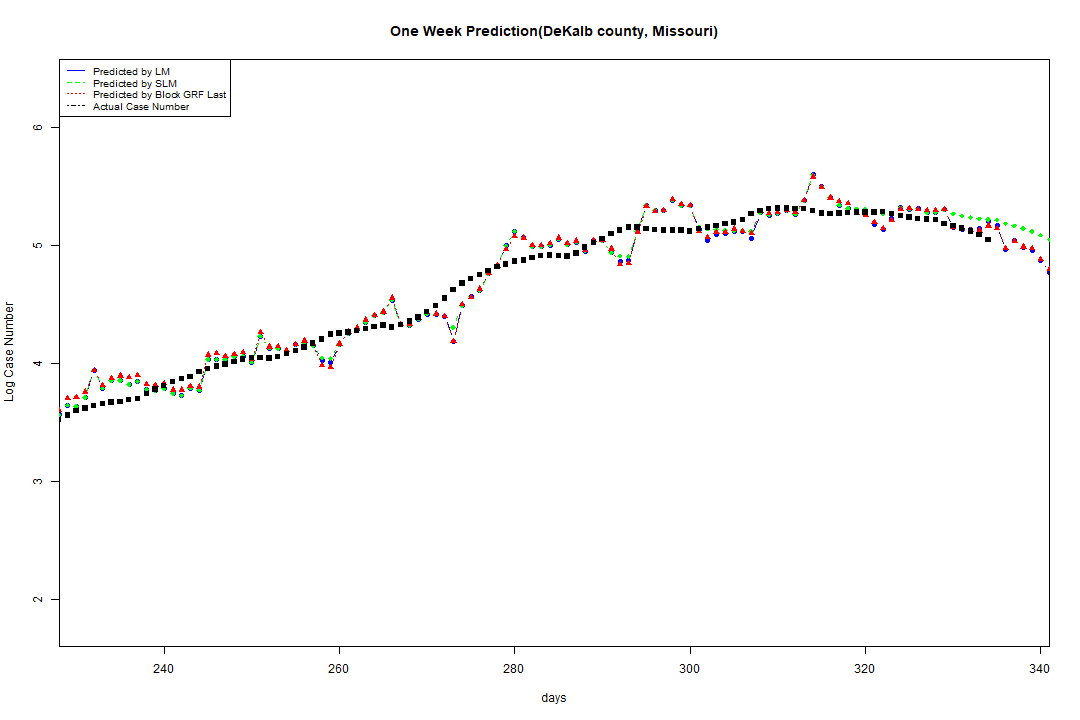 One Week Prediction(DeKalb county, Missouri)
Predicted by LM
Predicted by SLM
Predicted by Block GRF Last
Actual Case Number
6
5
4
3
2
Log Case Number
240 260 280 300 320 340
days